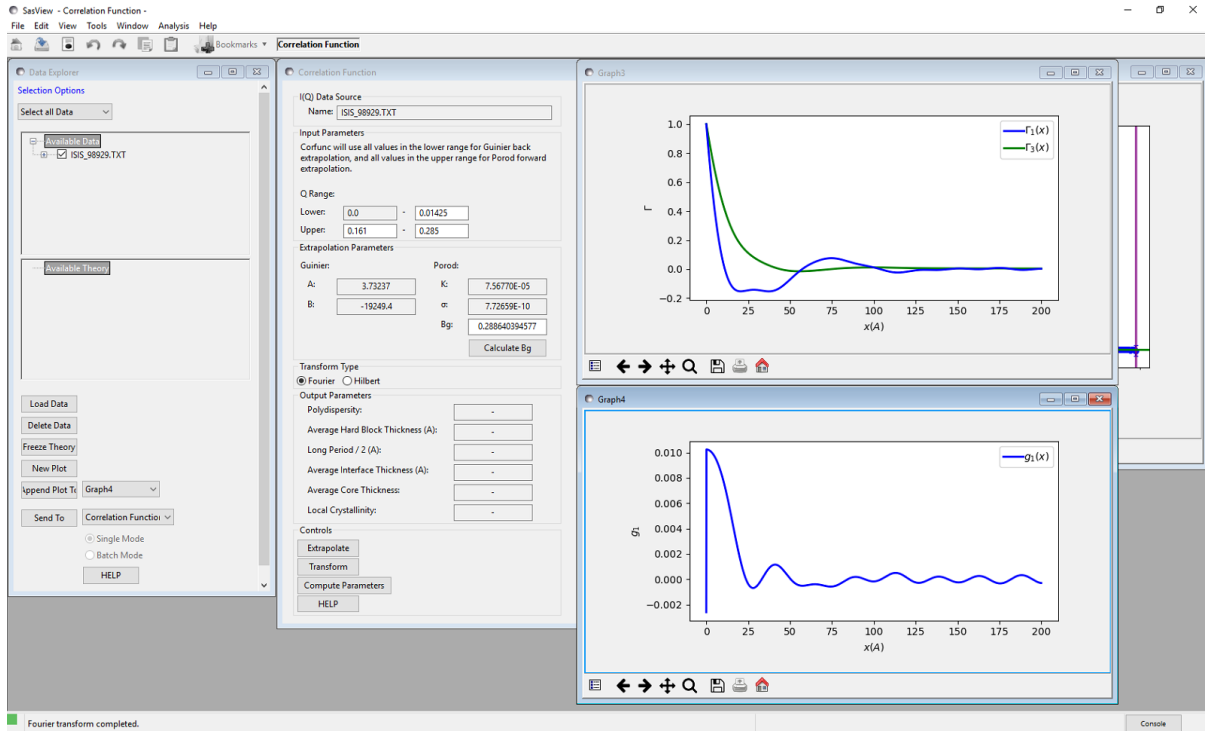 SasView - Correlation Function -
File Edit View Tools Window Analysis Help
Bookmarks Correlation Function
Data Explorer
Selection Options
Select all Data
Available Data
ISIS_98929.TXT
Available Theory
Load Data
Delete Data
Freeze Theory
New Plot
Append Plot To Graph4
Send To Correlation Function
Single Mode
Batch Mode
HELP
Correlation Function
I(Q) Data Source
Name: ISIS_98929.TXT
Input Parameters
Corfunc will use all values in the lower range for Guinier back
extrapolation, and all values in the upper range for Porod forward
extrapolation.
Q Range:
Lower: 0.0 - 0.01425
Upper: 0.161 - 0.285
Extrapolation Parameters
Guinier: Porod:
A: 3.73237 K: 7.56770E-05
B: -19249.4 σ: 7.72659E-10
Bg: 0.288640394577
Calculate Bg
Transform Type
Fourier Hilbert
Output Parameters
Polydispersity: -
Average Hard Block Thickness (A): -
Long Period / 2 (A): -
Average Interface Thickness (A): -
Average Core Thickness: -
Local Crystallinity: -
Controls
Extrapolate
Transform
Compute Parameters
HELP
Graph3
Γ₁(x)
Γ₃(x)
1.0
0.8
0.6
0.4
0.2
0.0
−0.2
Γ
0 25 50 75 100 125 150 175 200
x(A)
Graph4
g₁(x)
0.010
0.008
0.006
0.004
0.002
0.000
−0.002
g₁
0 25 50 75 100 125 150 175 200
x(A)
Fourier transform completed.
Console